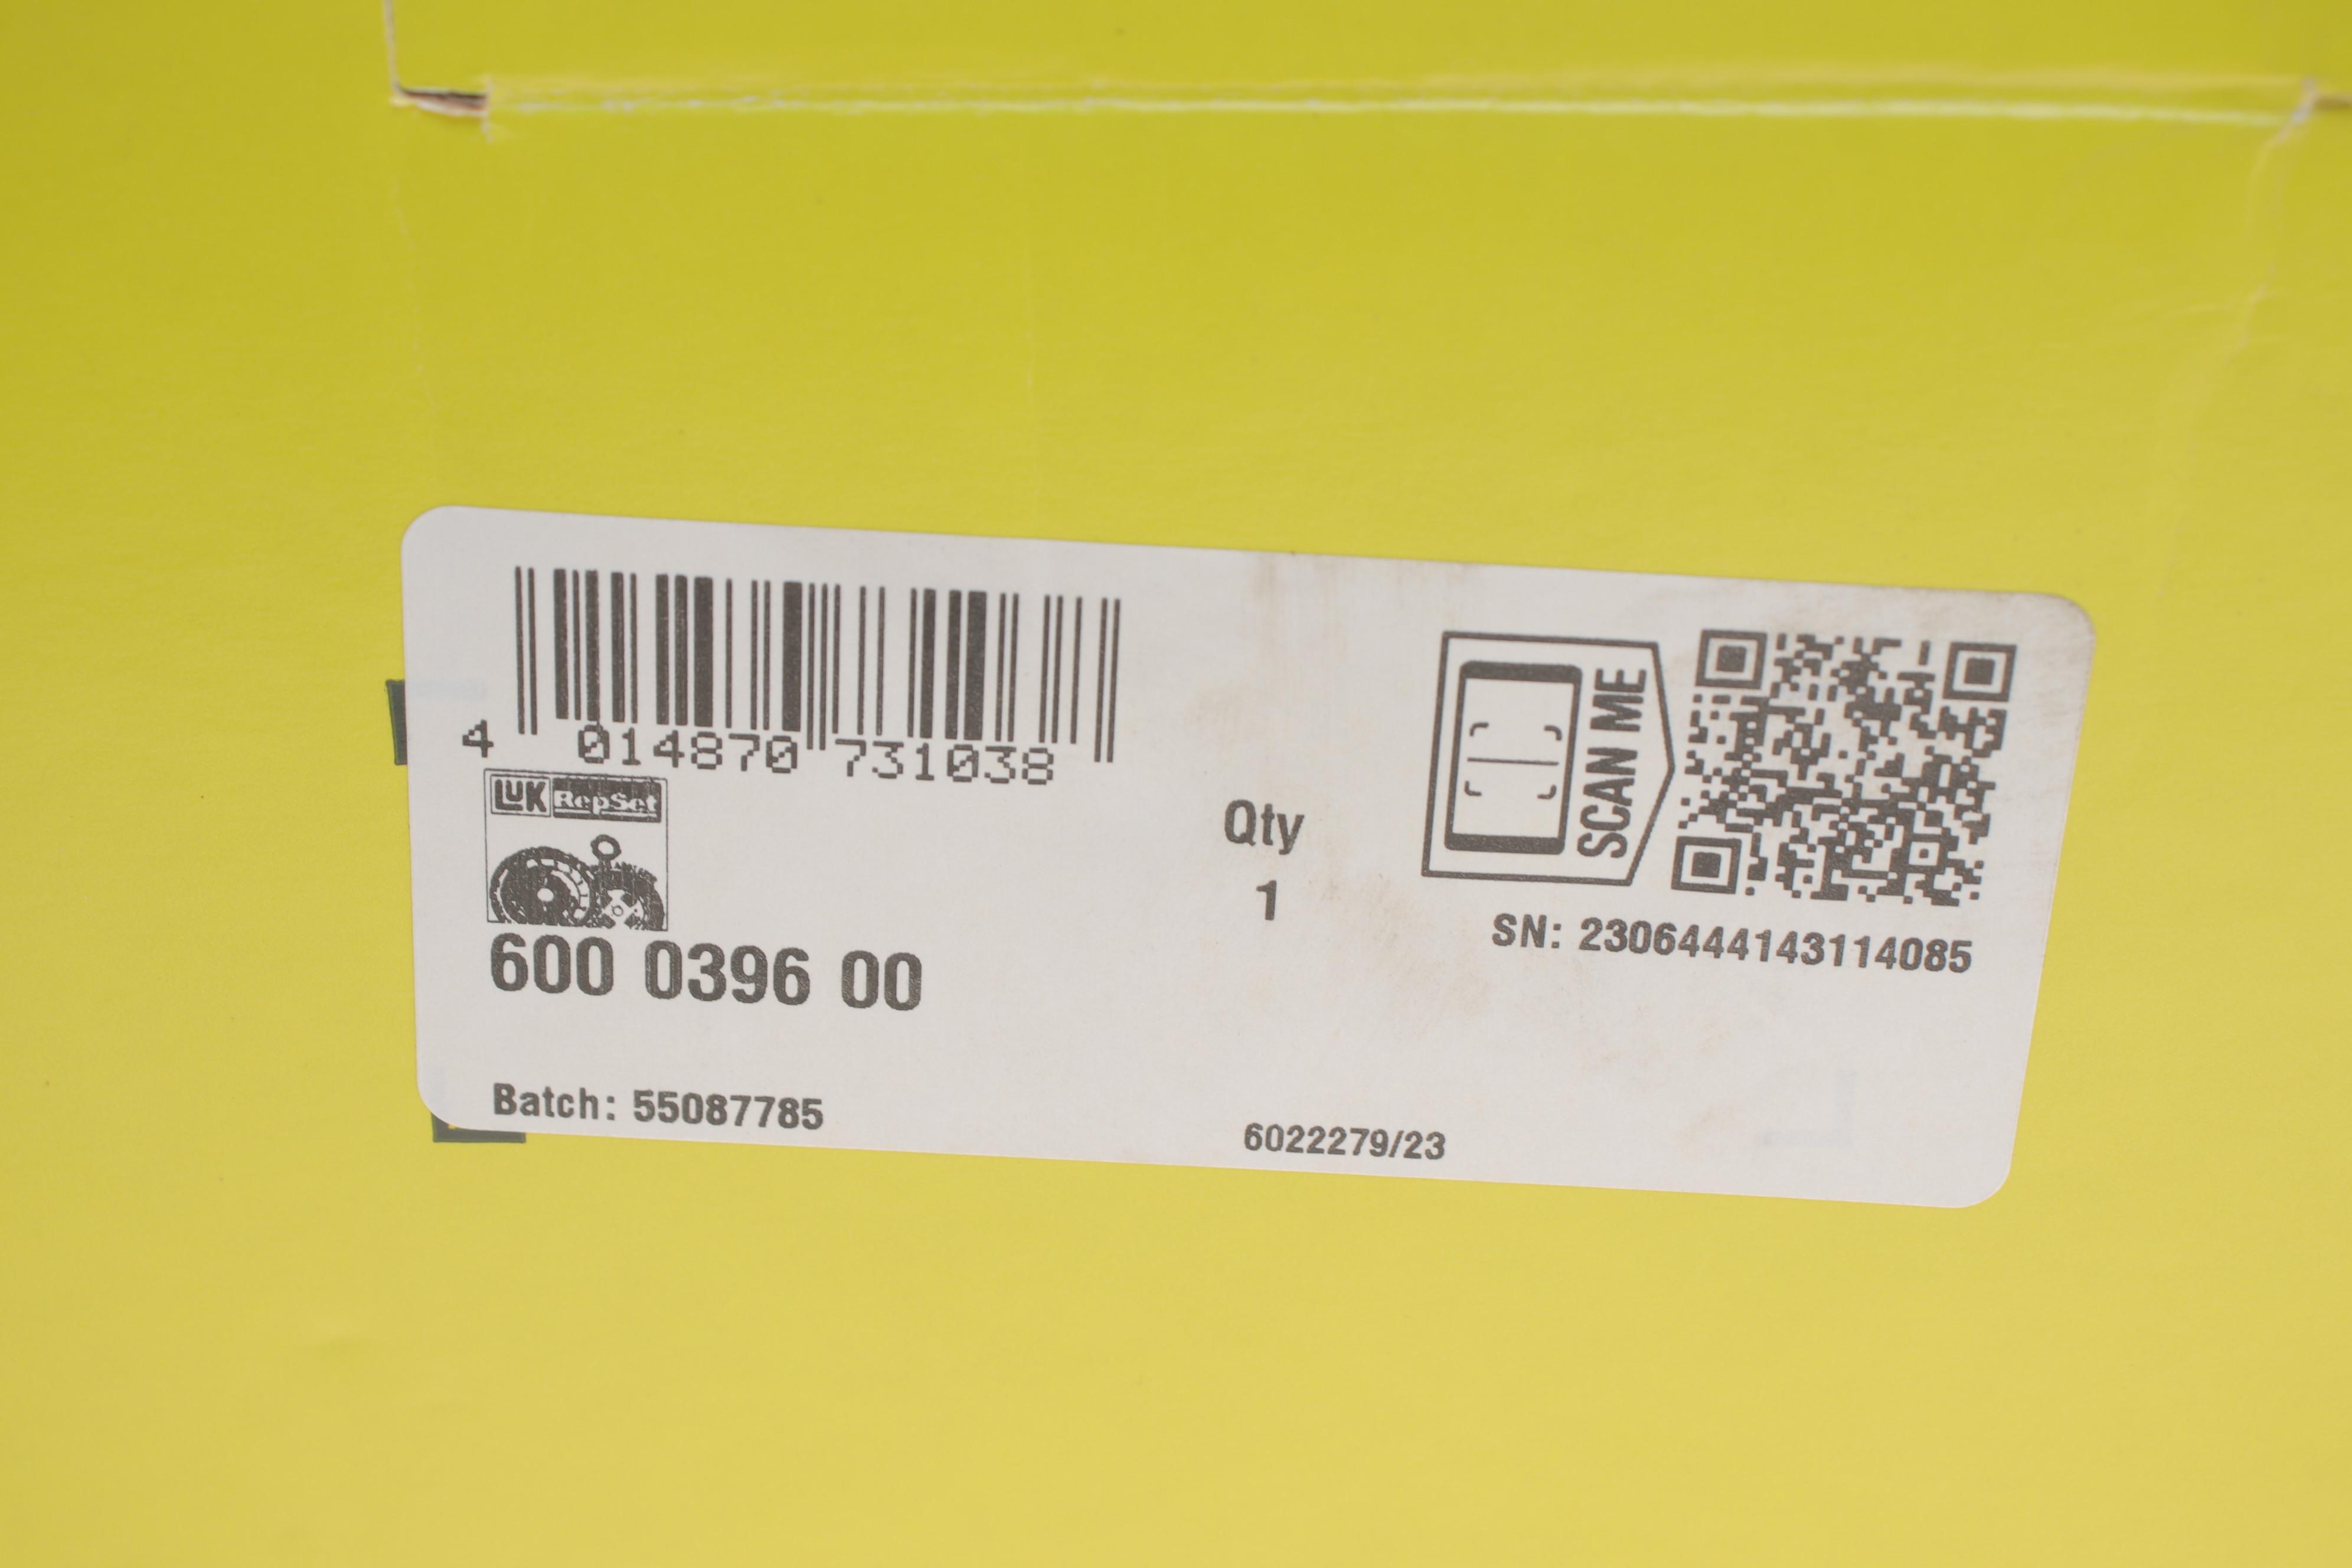 4 014870 731038
LuK RepSet
600 0396 00
Qty
1
SCAN ME
SN: 2306444143114085
Batch: 55087785
6022279/23